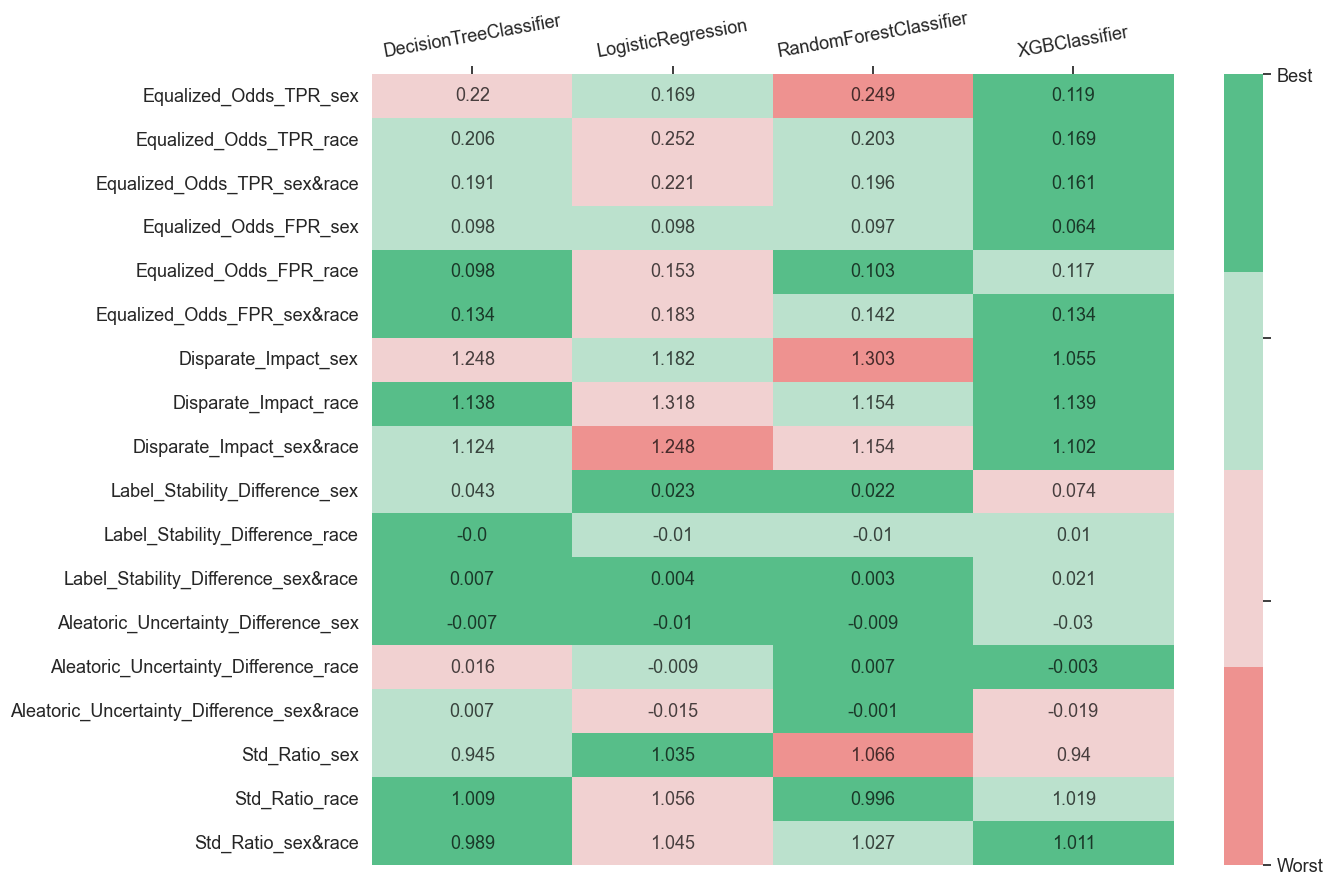 DecisionTreeClassifier LogisticRegression RandomForestClassifier XGBClassifier
Best
Equalized_Odds_TPR_sex 0.22 0.169 0.249 0.119
Equalized_Odds_TPR_race 0.206 0.252 0.203 0.169
Equalized_Odds_TPR_sex&race 0.191 0.221 0.196 0.161
Equalized_Odds_FPR_sex 0.098 0.098 0.097 0.064
Equalized_Odds_FPR_race 0.098 0.153 0.103 0.117
Equalized_Odds_FPR_sex&race 0.134 0.183 0.142 0.134
Disparate_Impact_sex 1.248 1.182 1.303 1.055
Disparate_Impact_race 1.138 1.318 1.154 1.139
Disparate_Impact_sex&race 1.124 1.248 1.154 1.102
Label_Stability_Difference_sex 0.043 0.023 0.022 0.074
Label_Stability_Difference_race -0.0 -0.01 -0.01 0.01
Label_Stability_Difference_sex&race 0.007 0.004 0.003 0.021
Aleatoric_Uncertainty_Difference_sex -0.007 -0.01 -0.009 -0.03
Aleatoric_Uncertainty_Difference_race 0.016 -0.009 0.007 -0.003
Aleatoric_Uncertainty_Difference_sex&race 0.007 -0.015 -0.001 -0.019
Std_Ratio_sex 0.945 1.035 1.066 0.94
Std_Ratio_race 1.009 1.056 0.996 1.019
Std_Ratio_sex&race 0.989 1.045 1.027 1.011
Worst